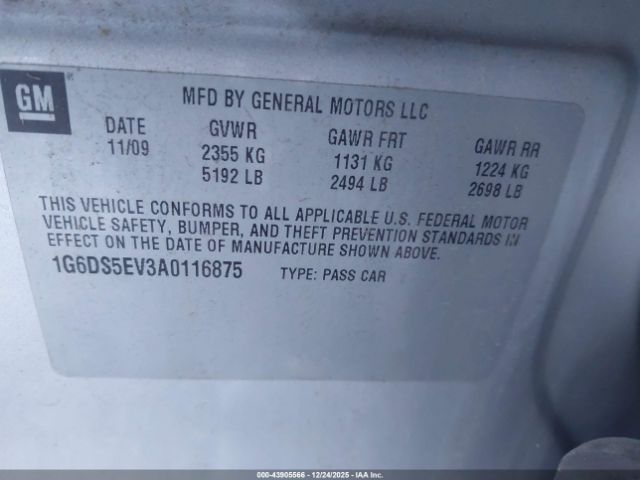 GM
MFD BY GENERAL MOTORS LLC
DATE GVWR GAWR FRT GAWR RR
11/09 2355 KG 1131 KG 1224 KG
5192 LB 2494 LB 2698 LB
THIS VEHICLE CONFORMS TO ALL APPLICABLE U.S. FEDERAL MOTOR
VEHICLE SAFETY, BUMPER, AND THEFT PREVENTION STANDARDS IN
EFFECT ON THE DATE OF MANUFACTURE SHOWN ABOVE.
1G6DS5EV3A0116875 TYPE: PASS CAR
000-43905566 - 12/24/2025 - IAA Inc.